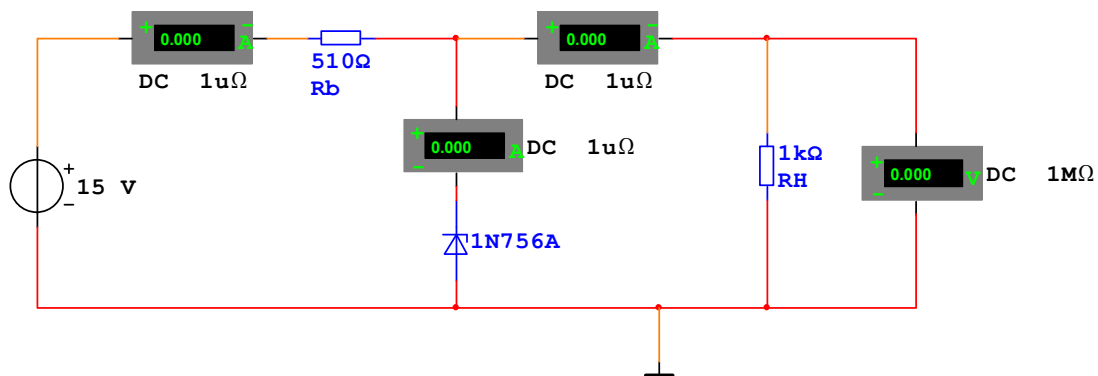 + 0.000 − A
DC 1uΩ
510Ω
Rb
+ 0.000 − A
DC 1uΩ
+ − 0.000 A DC 1uΩ
15 V + −
1N756A
1kΩ
RH
+ − 0.000 V DC 1MΩ